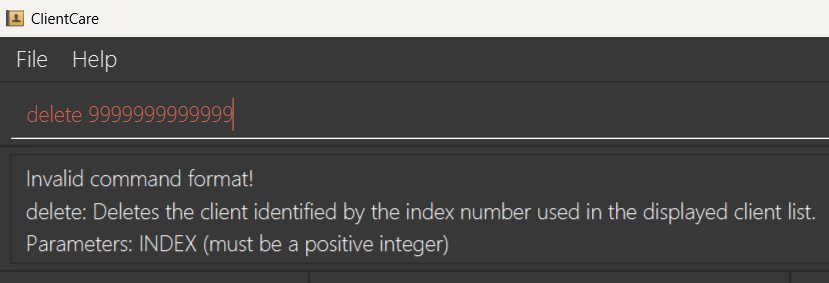 ClientCare
File Help
delete 9999999999999
Invalid command format!
delete: Deletes the client identified by the index number used in the displayed client list.
Parameters: INDEX (must be a positive integer)